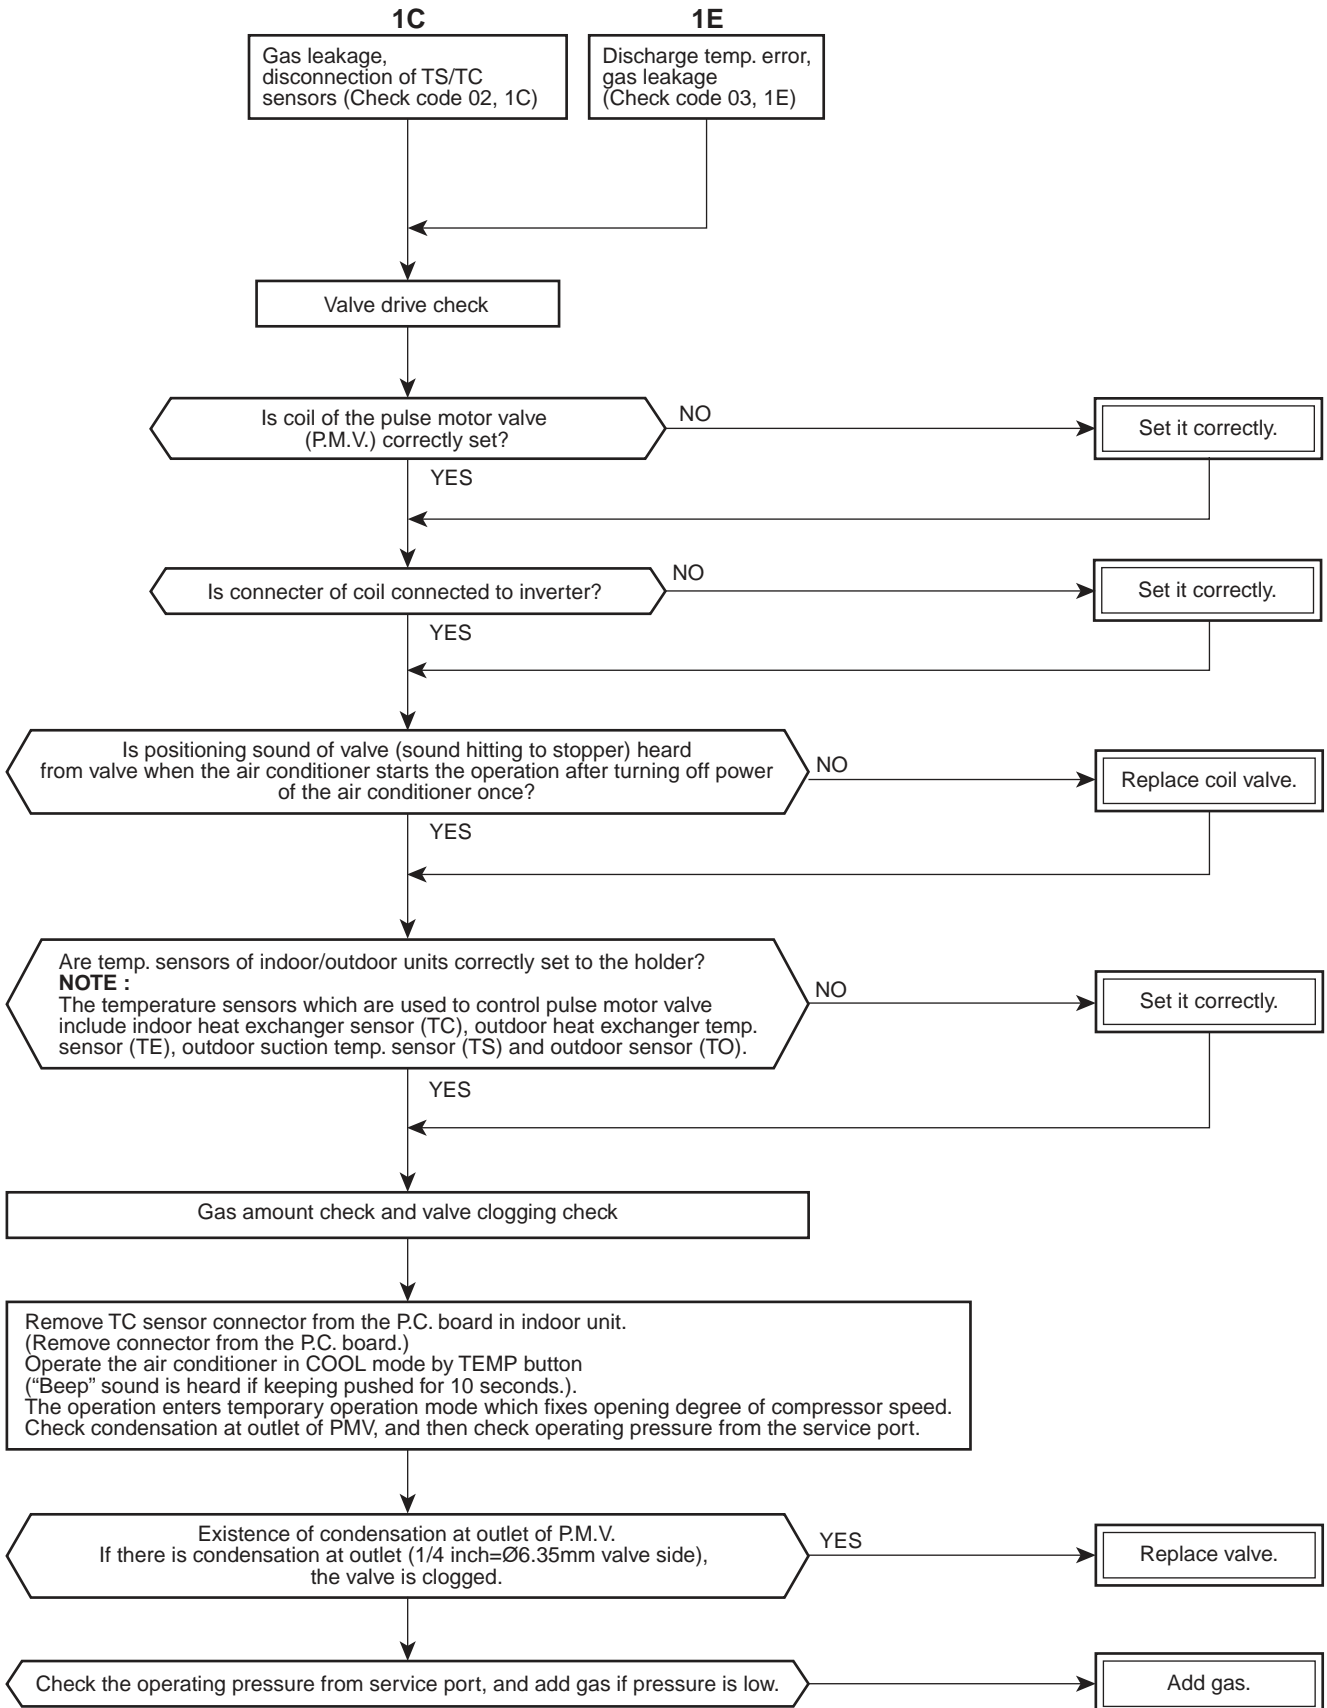 1C
1E
Gas leakage,
disconnection of TS/TC
sensors (Check code 02, 1C)
Discharge temp. error,
gas leakage
(Check code 03, 1E)
Valve drive check
Is coil of the pulse motor valve
(P.M.V.) correctly set?
NO
Set it correctly.
YES
Is connecter of coil connected to inverter?
NO
Set it correctly.
YES
Is positioning sound of valve (sound hitting to stopper) heard
from valve when the air conditioner starts the operation after turning off power
of the air conditioner once?
NO
Replace coil valve.
YES
Are temp. sensors of indoor/outdoor units correctly set to the holder?
NOTE :
The temperature sensors which are used to control pulse motor valve
include indoor heat exchanger sensor (TC), outdoor heat exchanger temp.
sensor (TE), outdoor suction temp. sensor (TS) and outdoor sensor (TO).
NO
Set it correctly.
YES
Gas amount check and valve clogging check
Remove TC sensor connector from the P.C. board in indoor unit.
(Remove connector from the P.C. board.)
Operate the air conditioner in COOL mode by TEMP button
(“Beep” sound is heard if keeping pushed for 10 seconds.).
The operation enters temporary operation mode which fixes opening degree of compressor speed.
Check condensation at outlet of PMV, and then check operating pressure from the service port.
Existence of condensation at outlet of P.M.V.
If there is condensation at outlet (1/4 inch=Ø6.35mm valve side),
the valve is clogged.
YES
Replace valve.
Check the operating pressure from service port, and add gas if pressure is low.
Add gas.